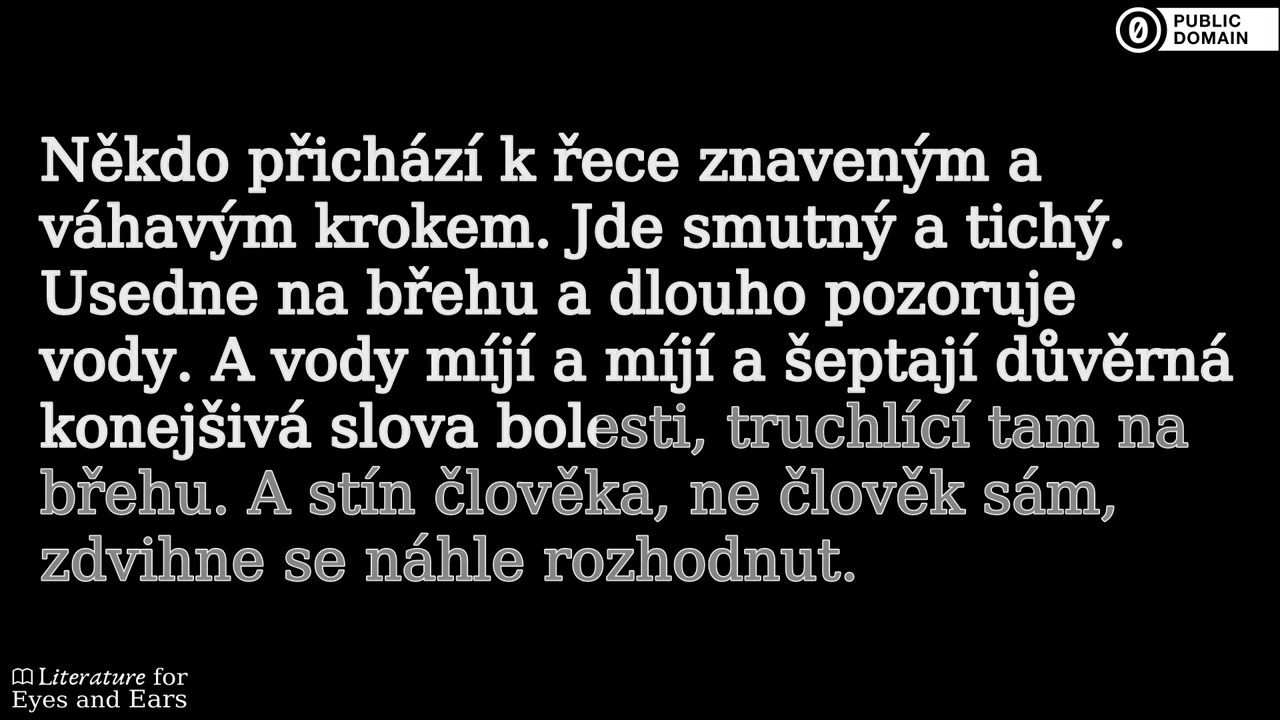 PUBLIC
DOMAIN
Někdo přichází k řece znaveným a
váhavým krokem. Jde smutný a tichý.
Usedne na břehu a dlouho pozoruje
vody. A vody míjí a míjí a šeptají důvěrná
konejšivá slova bolesti, truchlící tam na
břehu. A stín člověka, ne člověk sám,
zdvihne se náhle rozhodnut.
Literature for
Eyes and Ears